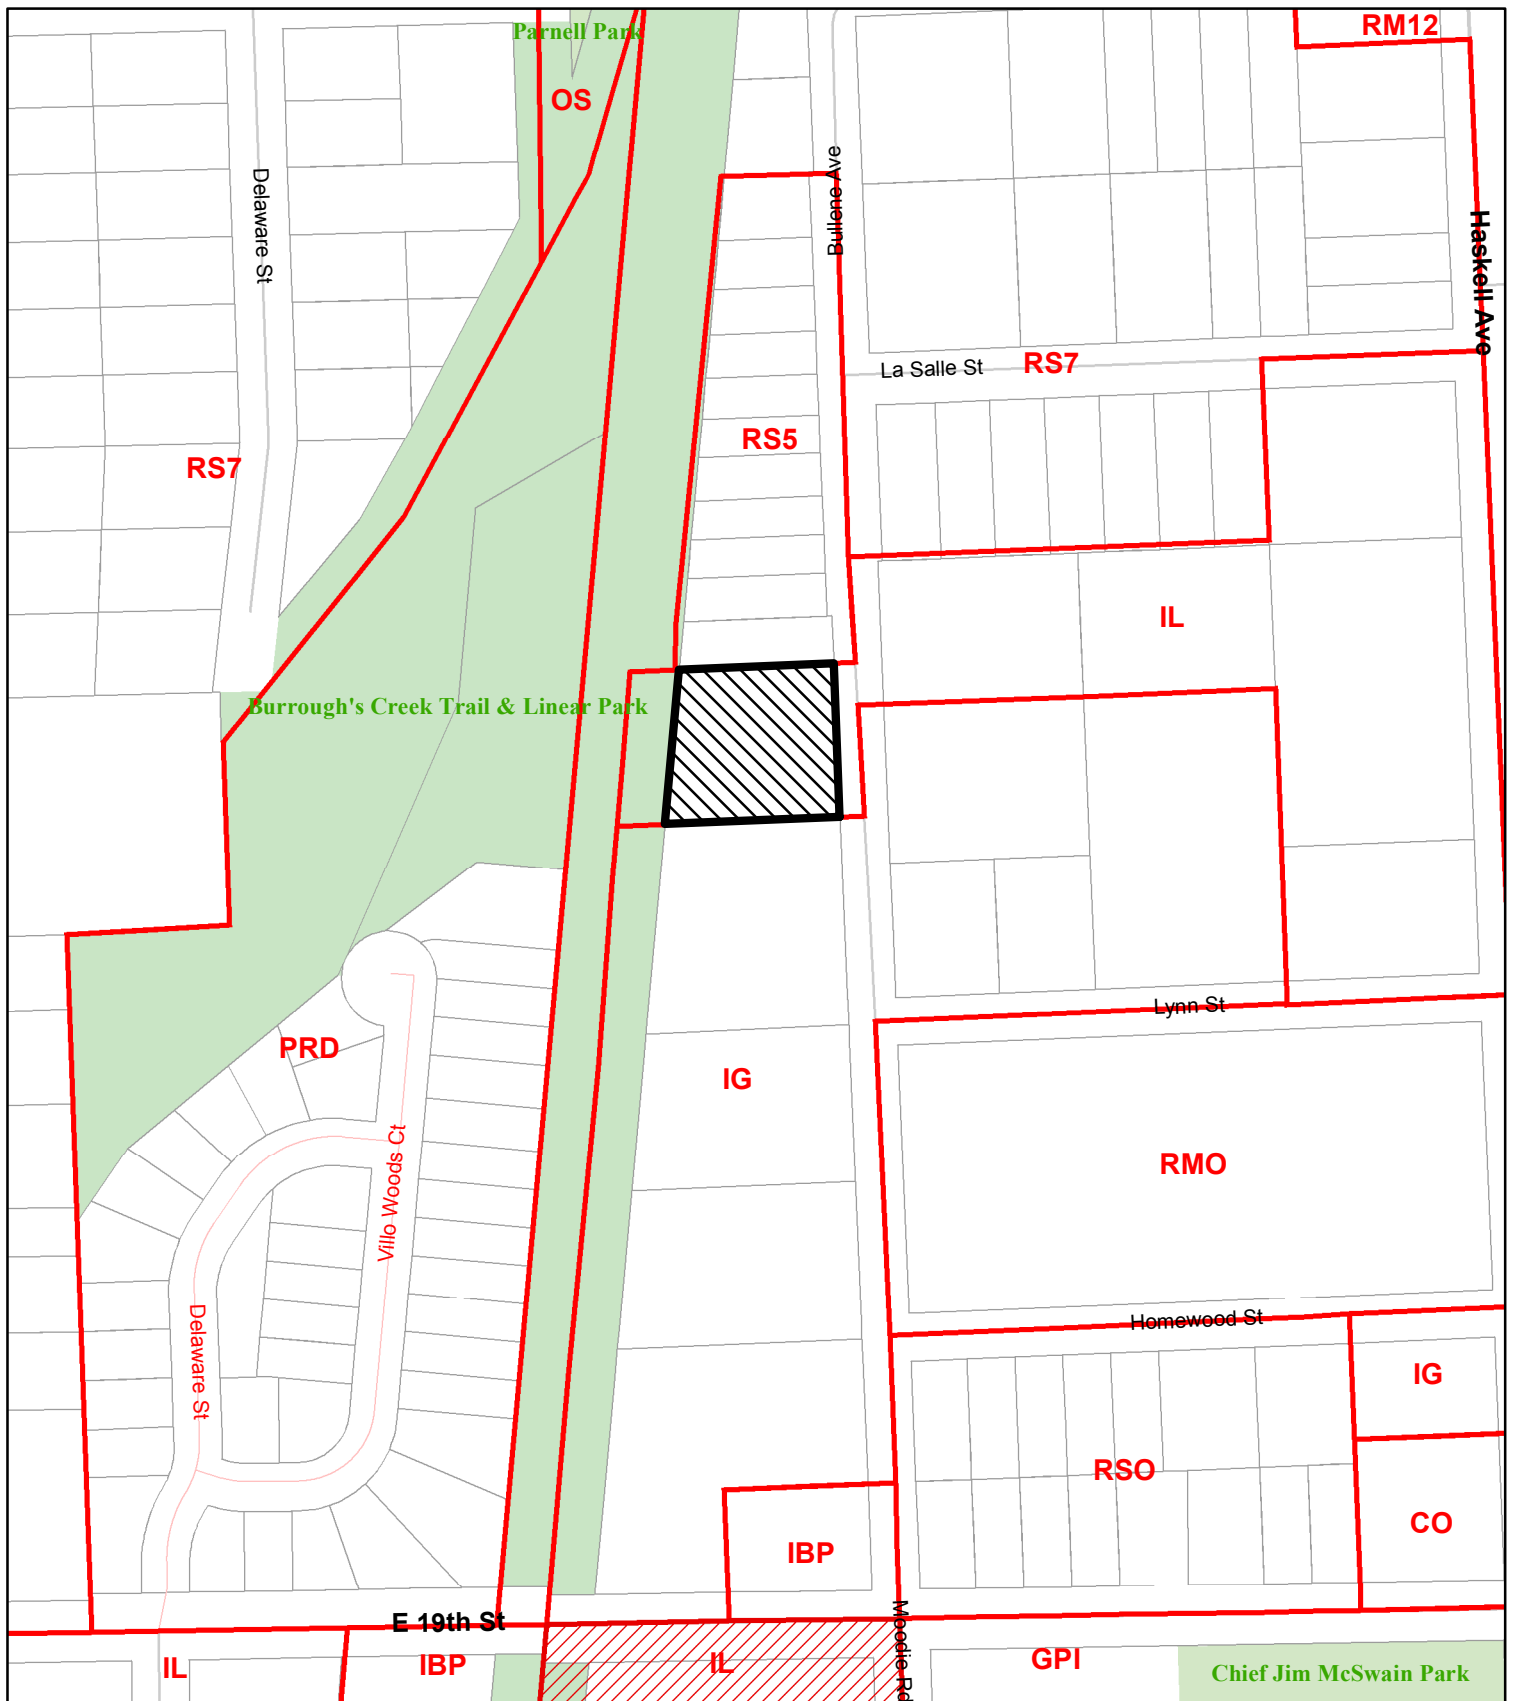 Parnell Park
RM12
OS
Delaware St
Bullene Ave
Haskell Ave
La Salle St
RS7
RS5
RS7
IL
Burrough's Creek Trail & Linear Park
Lynn St
PRD
IG
RMO
Villo Woods Ct
Delaware St
Homewood St
IG
RSO
CO
IBP
E 19th St
Moodie Rd
IL
IBP
IL
GPI
Chief Jim McSwain Park